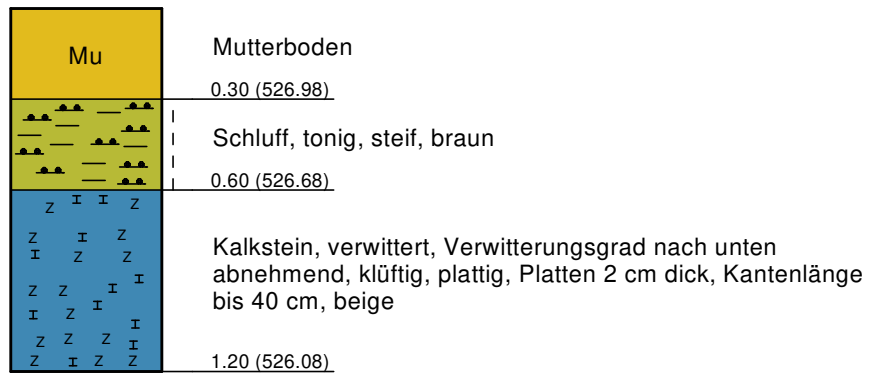 Mu
Mutterboden
0.30 (526.98)
Schluff, tonig, steif, braun
0.60 (526.68)
Z I I Z
Z I Z
I Z Z
I
Z Z I
I
I Z
I
Z Z Z I
Z I Z Z
Kalkstein, verwittert, Verwitterungsgrad nach unten
abnehmend, klüftig, plattig, Platten 2 cm dick, Kantenlänge
bis 40 cm, beige
1.20 (526.08)